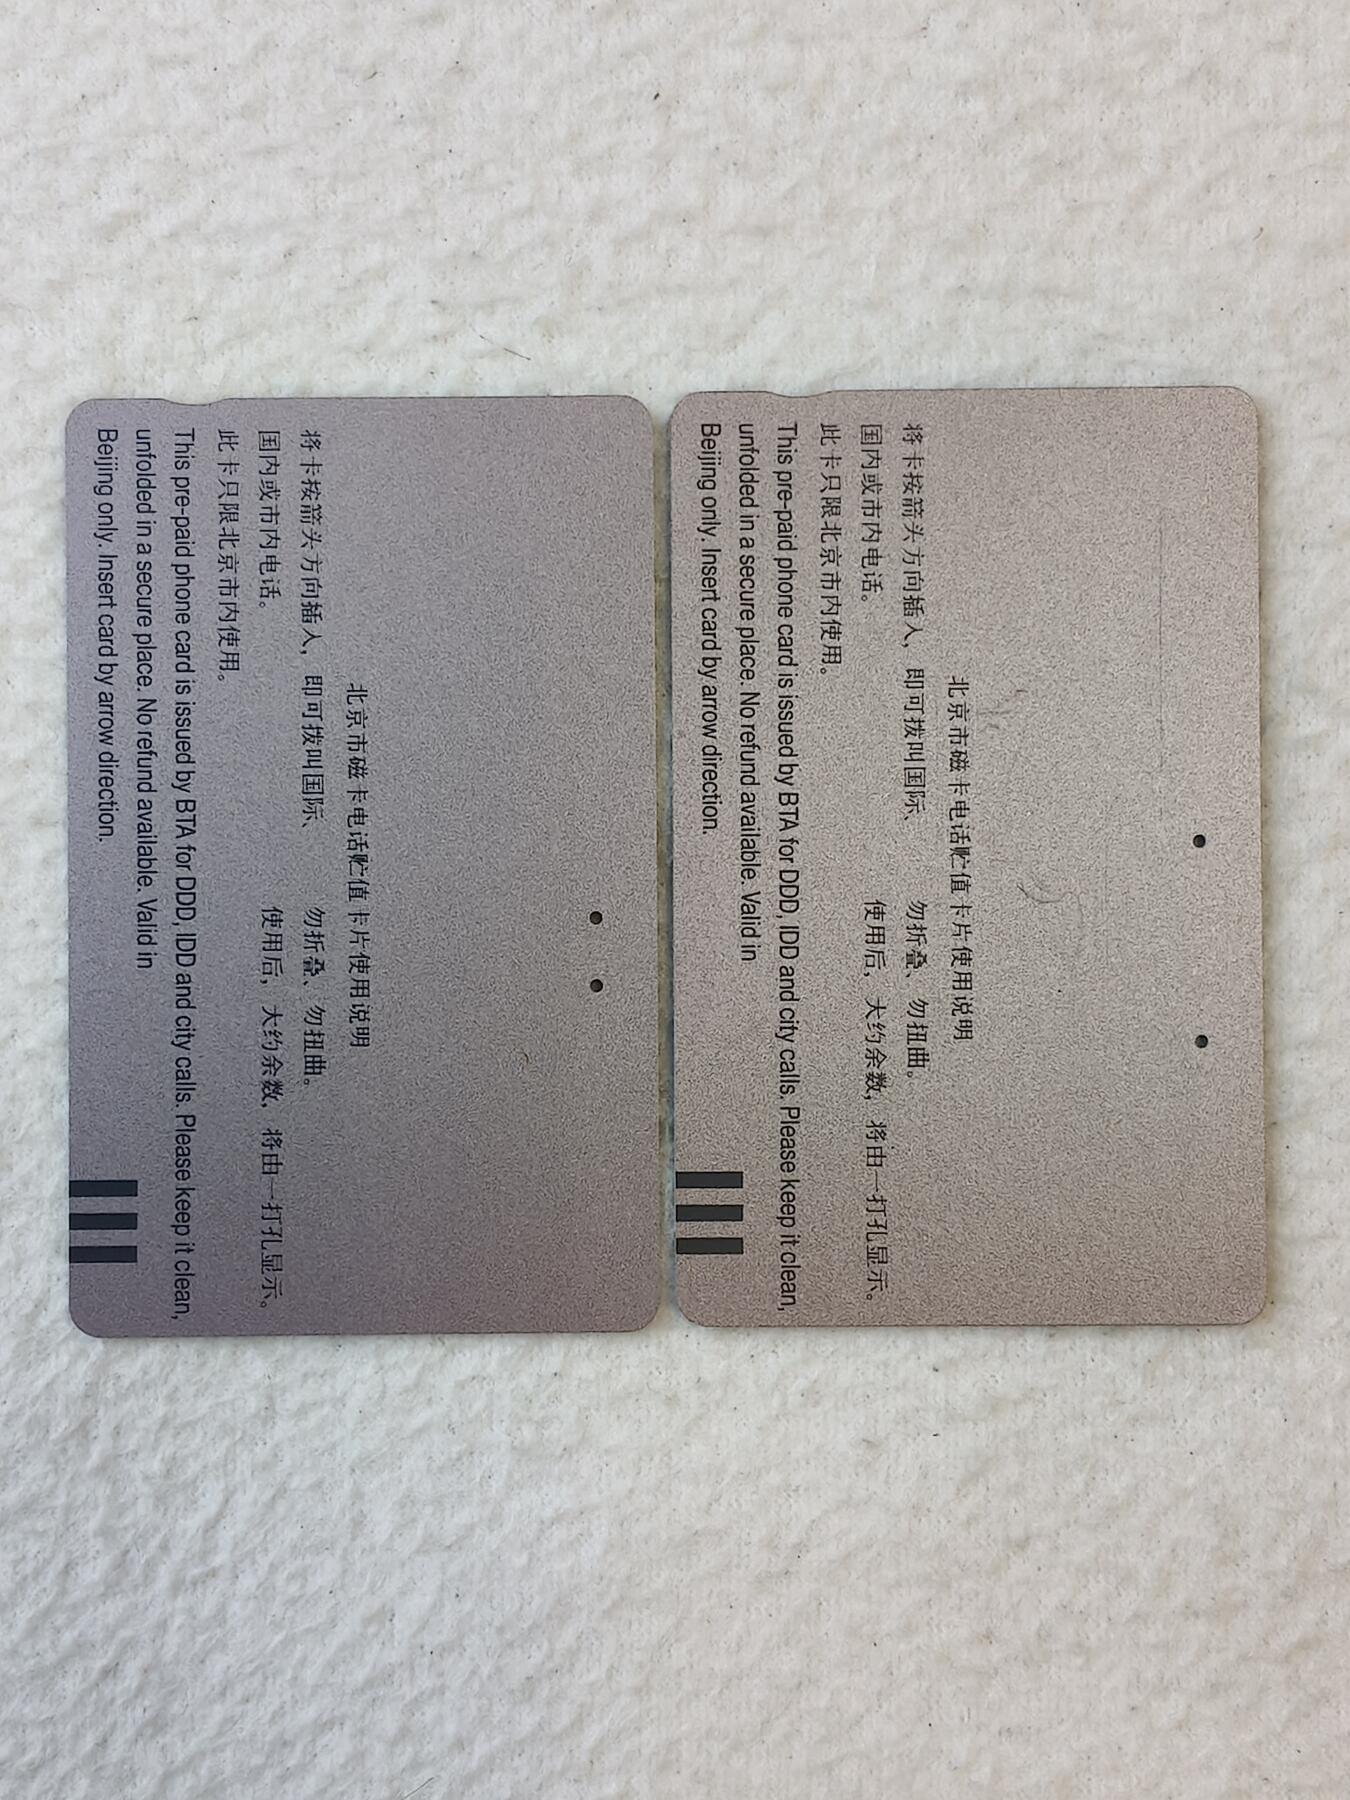 北京市磁卡电话贮值卡片使用说明
将卡按箭头方向插入，即可拨叫国际、
国内或市内电话。
此卡只限北京市内使用。
勿折叠、勿扭曲。
使用后，大约余数，将由一打孔显示。
This pre-paid phone card is issued by BTA for DDD, IDD and city calls. Please keep it clean,
unfolded in a secure place. No refund available. Valid in
Beijing only. Insert card by arrow direction.
北京市磁卡电话贮值卡片使用说明
将卡按箭头方向插入，即可拨叫国际、
国内或市内电话。
此卡只限北京市内使用。
勿折叠、勿扭曲。
使用后，大约余数，将由一打孔显示。
This pre-paid phone card is issued by BTA for DDD, IDD and city calls. Please keep it clean,
unfolded in a secure place. No refund available. Valid in
Beijing only. Insert card by arrow direction.